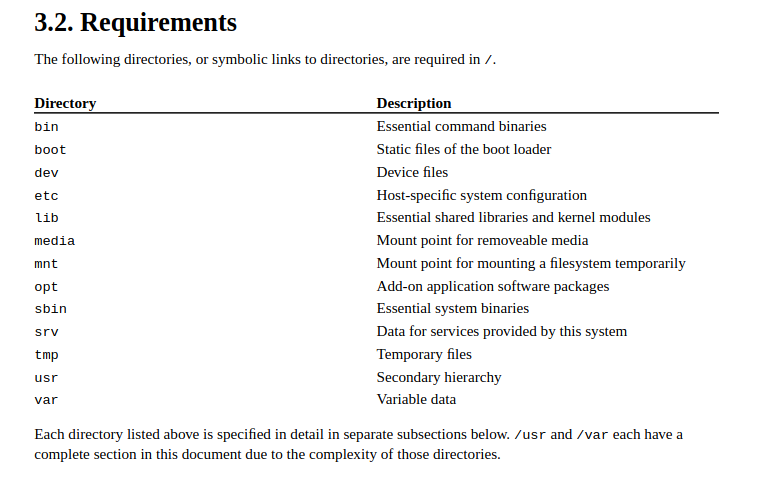 3.2. Requirements
The following directories, or symbolic links to directories, are required in /.
Directory Description
bin Essential command binaries
boot Static files of the boot loader
dev Device files
etc Host-specific system configuration
lib Essential shared libraries and kernel modules
media Mount point for removeable media
mnt Mount point for mounting a filesystem temporarily
opt Add-on application software packages
sbin Essential system binaries
srv Data for services provided by this system
tmp Temporary files
usr Secondary hierarchy
var Variable data
Each directory listed above is specified in detail in separate subsections below. /usr and /var each have a
complete section in this document due to the complexity of those directories.